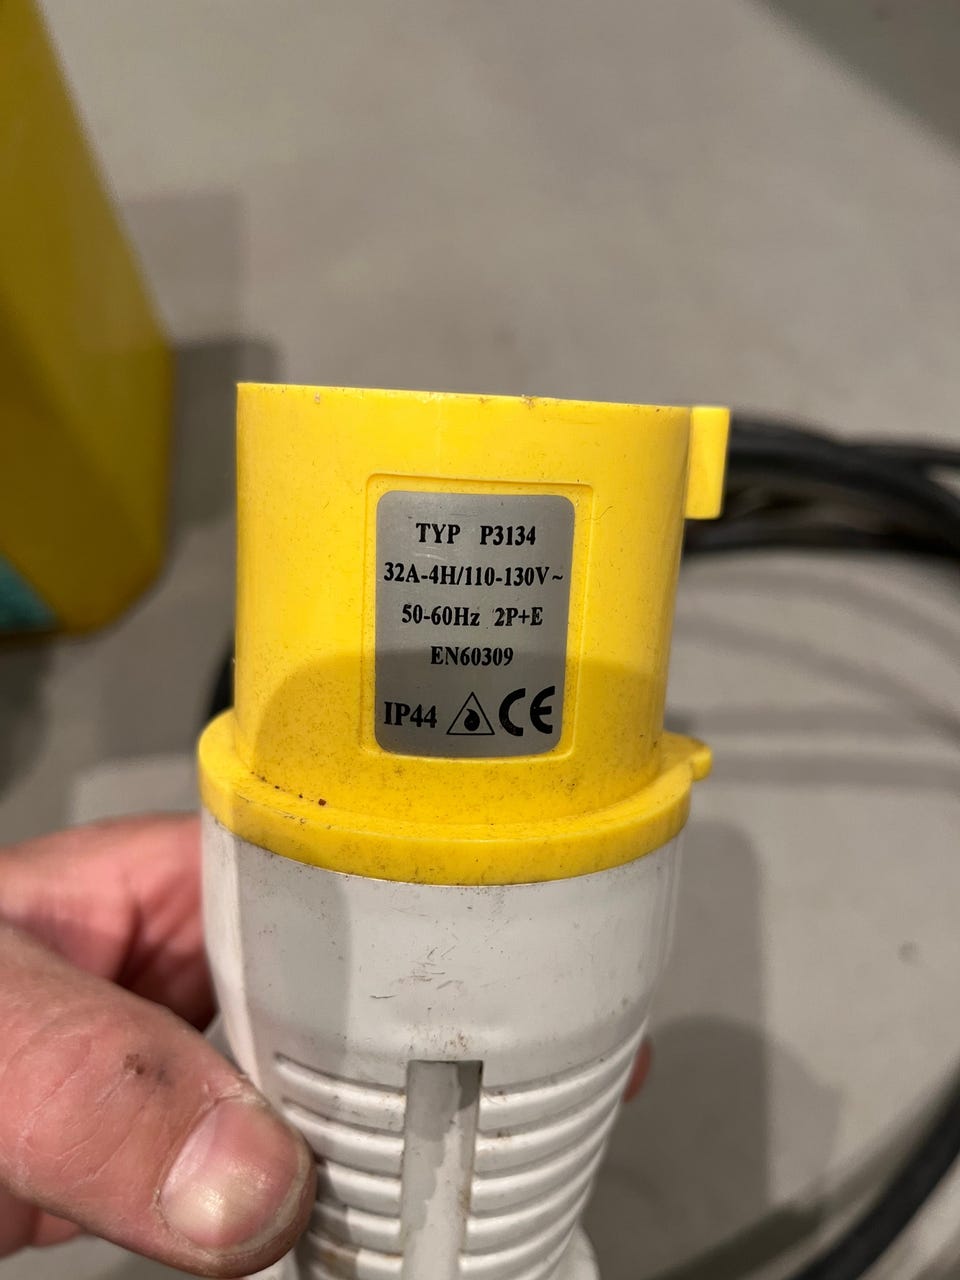 TYP P3134
32A-4H/110-130V~
50-60Hz 2P+E
EN60309
IP44 CE